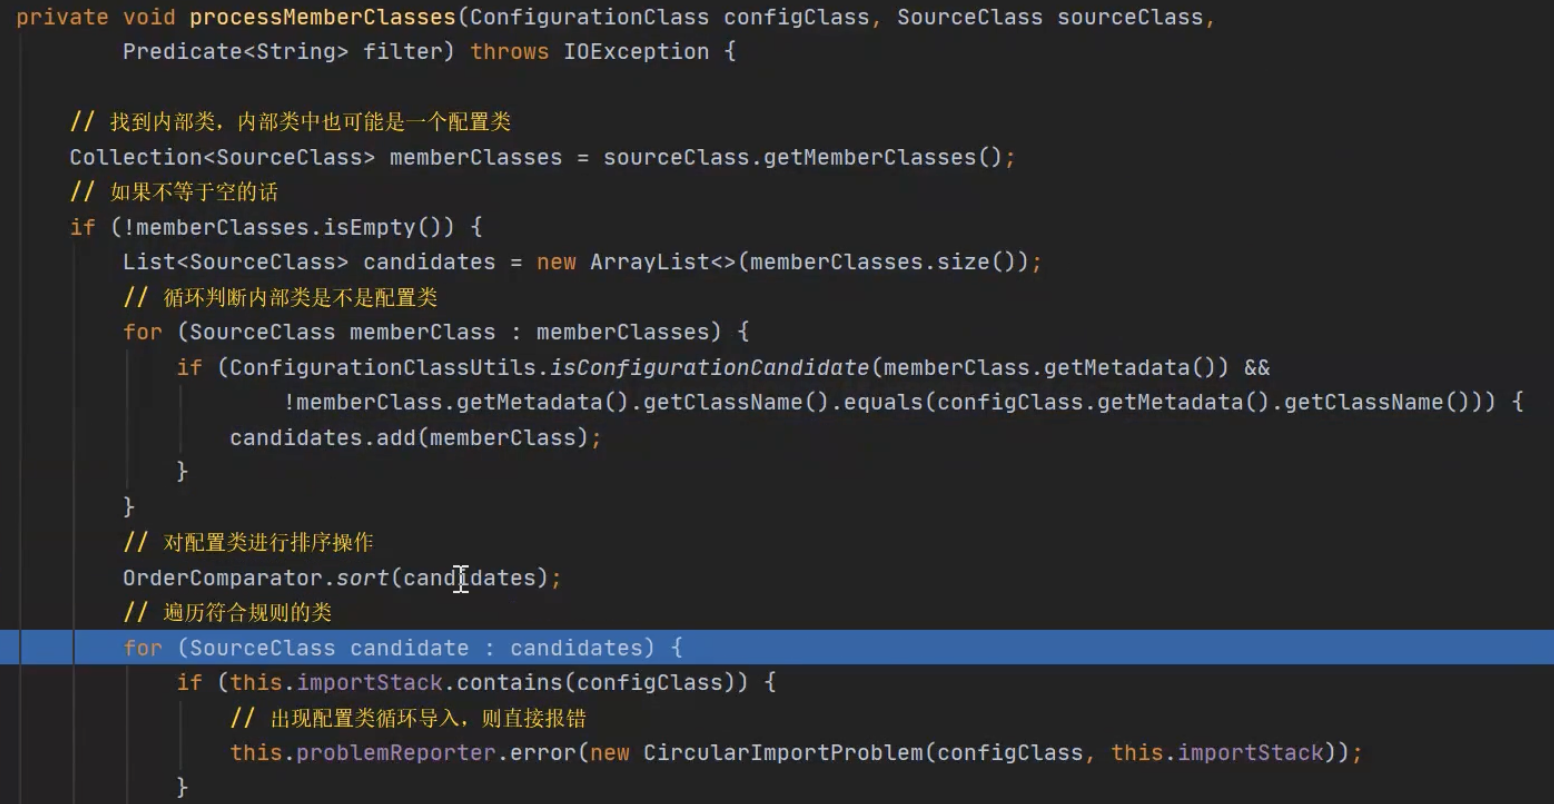 private void processMemberClasses(ConfigurationClass configClass, SourceClass sourceClass,
Predicate<String> filter) throws IOException {
// 找到内部类，内部类中也可能是一个配置类
Collection<SourceClass> memberClasses = sourceClass.getMemberClasses();
// 如果不等于空的话
if (!memberClasses.isEmpty()) {
List<SourceClass> candidates = new ArrayList<>(memberClasses.size());
// 循环判断内部类是不是配置类
for (SourceClass memberClass : memberClasses) {
if (ConfigurationClassUtils.isConfigurationCandidate(memberClass.getMetadata()) &&
!memberClass.getMetadata().getClassName().equals(configClass.getMetadata().getClassName())) {
candidates.add(memberClass);
}
}
// 对配置类进行排序操作
OrderComparator.sort(candidates);
// 遍历符合规则的类
for (SourceClass candidate : candidates) {
if (this.importStack.contains(configClass)) {
// 出现配置类循环导入，则直接报错
this.problemReporter.error(new CircularImportProblem(configClass, this.importStack));
}